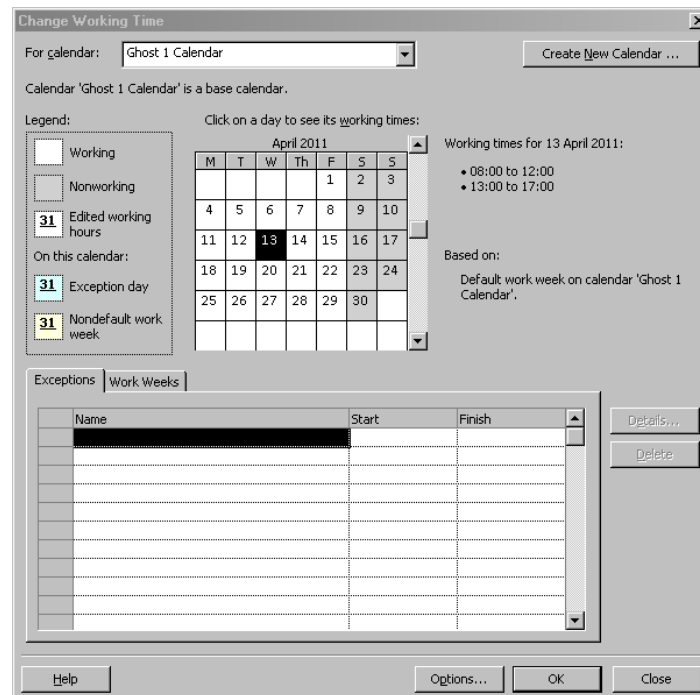 Change Working Time
For calendar: Ghost 1 Calendar Create New Calendar ...
Calendar 'Ghost 1 Calendar' is a base calendar.
Legend:
Working
Nonworking
31 Edited working
hours
On this calendar:
31 Exception day
31 Nondefault work
week
Click on a day to see its working times:
April 2011
M T W Th F S S
1 2 3
4 5 6 7 8 9 10
11 12 13 14 15 16 17
18 19 20 21 22 23 24
25 26 27 28 29 30
Working times for 13 April 2011:
• 08:00 to 12:00
• 13:00 to 17:00
Based on:
Default work week on calendar 'Ghost 1
Calendar'.
Exceptions Work Weeks
Name Start Finish
Details...
Delete
Help Options... OK Close